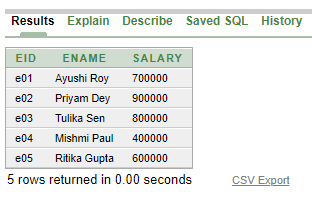 Results Explain Describe Saved SQL History
EID ENAME SALARY
e01 Ayushi Roy 700000
e02 Priyam Dey 900000
e03 Tulika Sen 800000
e04 Mishmi Paul 400000
e05 Ritika Gupta 600000
5 rows returned in 0.00 seconds CSV Export